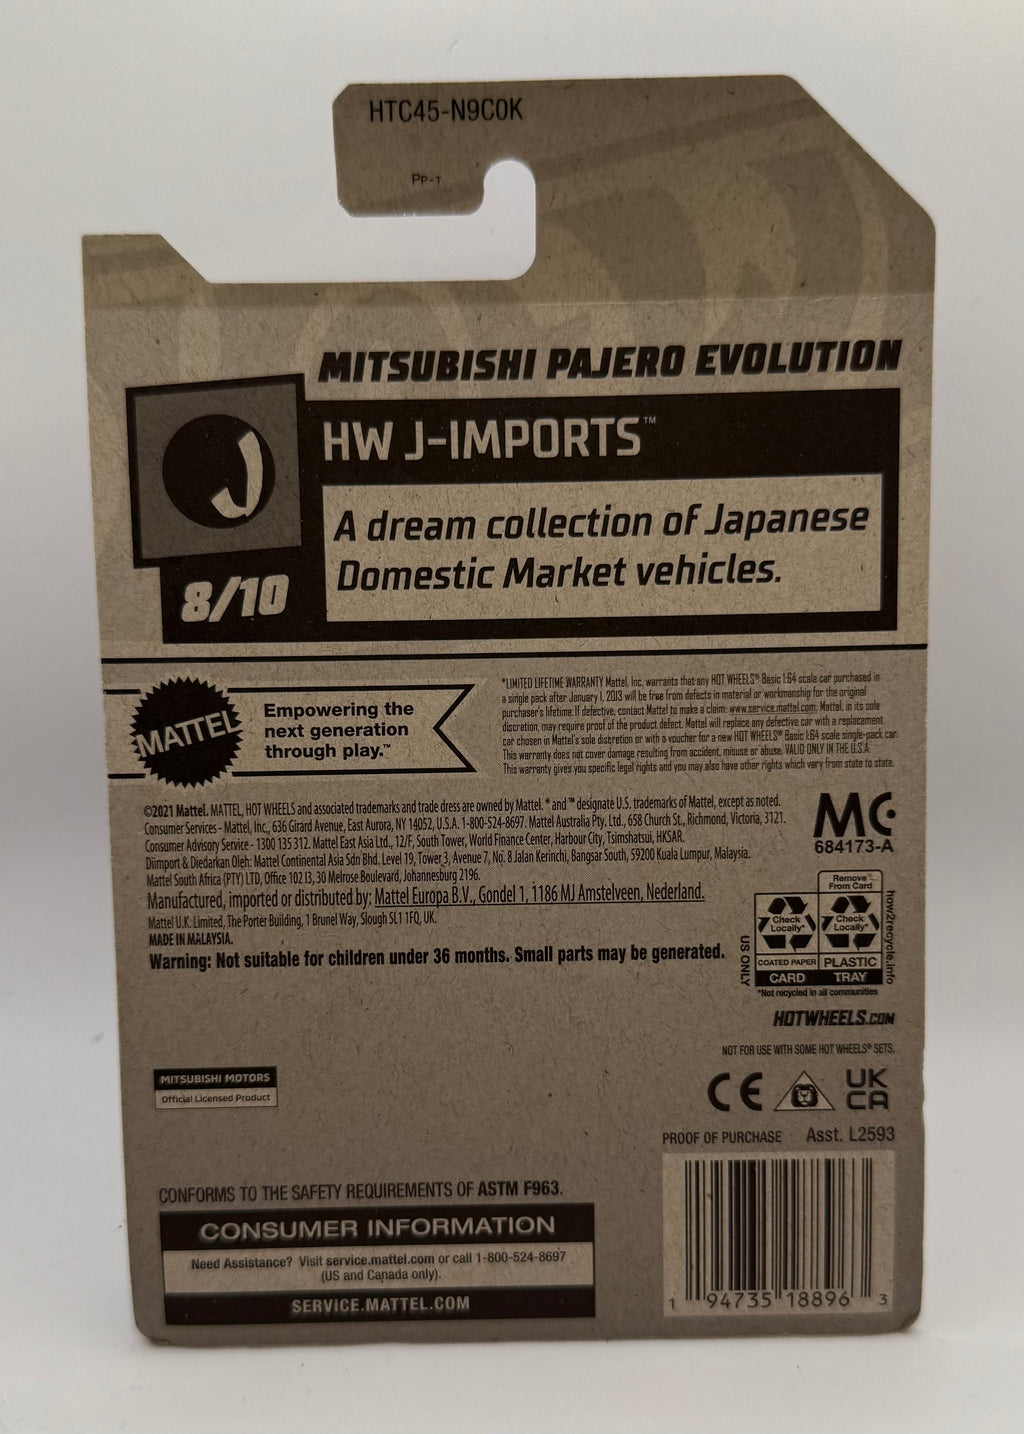 HTC45-N9C0K
PP-T
MITSUBISHI PAJERO EVOLUTION
J
HW J-IMPORTS™
A dream collection of Japanese
Domestic Market vehicles.
8/10
MATTEL
Empowering the
next generation
through play.™
*LIMITED LIFETIME WARRANTY Mattel, Inc. warrants that any HOT WHEELS® Basic 1:64 scale car purchased in
a single pack after January 1, 2013 will be free from defects in material or workmanship for the original
purchaser's lifetime. If defective, contact Mattel to make a claim: www.service.mattel.com. Mattel, in its sole
discretion, may require proof of the product defect. Mattel will replace any defective car with a replacement
car chosen in Mattel's sole discretion or with a voucher for a new HOT WHEELS® Basic 1:64 scale single-pack car.
This warranty does not cover damage resulting from accident, misuse or abuse. VALID ONLY IN THE U.S.A.
This warranty gives you specific legal rights and you may also have other rights which vary from state to state.
©2021 Mattel. MATTEL, HOT WHEELS and associated trademarks and trade dress are owned by Mattel. ® and ™ designate U.S. trademarks of Mattel, except as noted.
Consumer Services - Mattel, Inc., 636 Girard Avenue, East Aurora, NY 14052, U.S.A. 1-800-524-8697. Mattel Australia Pty. Ltd., 658 Church St., Richmond, Victoria, 3121.
Consumer Advisory Service - 1300 135 312. Mattel East Asia Ltd., 12/F, South Tower, World Finance Center, Harbour City, Tsimshatsui, HKSAR.
Diimport & Diedarkan Oleh: Mattel Continental Asia Sdn Bhd. Level 19, Tower 3, Avenue 7, No. 8 Jalan Kerinchi, Bangsar South, 59200 Kuala Lumpur, Malaysia.
Mattel South Africa (PTY) LTD, Office 102 I3, 30 Melrose Boulevard, Johannesburg 2196.
Manufactured, imported or distributed by: Mattel Europa B.V., Gondel 1, 1186 MJ Amstelveen, Nederland.
Mattel U.K. Limited, The Porter Building, 1 Brunel Way, Slough SL1 1FQ, UK.
MADE IN MALAYSIA.
Warning: Not suitable for children under 36 months. Small parts may be generated.
MC
684173-A
Remove
From Card
Check
Locally*
Check
Locally*
COATED PAPER
PLASTIC
CARD
TRAY
US ONLY
how2recycle.info
*Not recycled in all communities
HOTWHEELS.COM
NOT FOR USE WITH SOME HOT WHEELS® SETS.
MITSUBISHI MOTORS
Official Licensed Product
CE
UK
CA
PROOF OF PURCHASE Asst. L2593
CONFORMS TO THE SAFETY REQUIREMENTS OF ASTM F963.
CONSUMER INFORMATION
Need Assistance? Visit service.mattel.com or call 1-800-524-8697
(US and Canada only).
SERVICE.MATTEL.COM
1 94735 18896 3